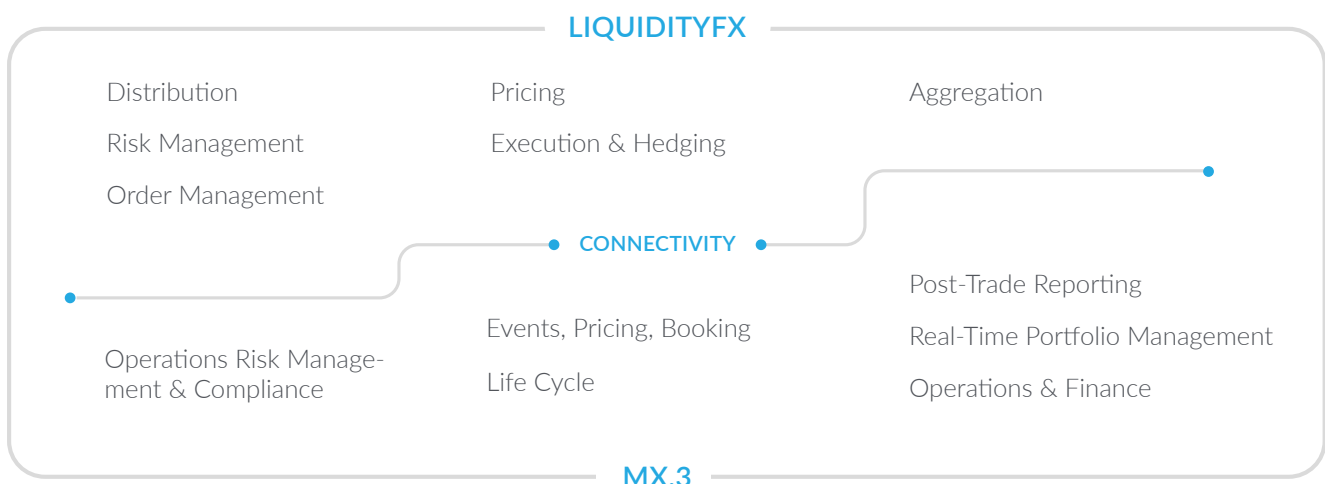 LIQUIDITYFX
Distribution
Risk Management
Order Management
Pricing
Execution & Hedging
Aggregation
CONNECTIVITY
Operations Risk Manage-
ment & Compliance
Events, Pricing, Booking
Life Cycle
Post-Trade Reporting
Real-Time Portfolio Management
Operations & Finance
MX.3